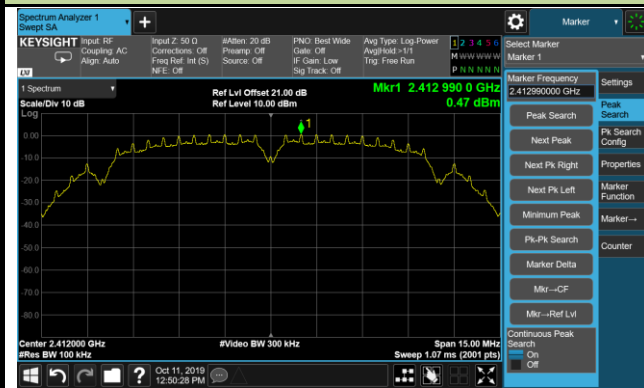 Spectrum Analyzer 1
Swept SA
+
Marker
KEYSIGHT
Input: RF
Coupling: AC
Align: Auto
Input Z: 50 Ω
Corrections: Off
Freq Ref: Int (S)
NFE: Off
#Atten: 20 dB
Preamp: Off
Source: Off
PNO: Best Wide
Gate: Off
IF Gain: Low
Sig Track: Off
Avg Type: Log-Power
Avg|Hold:>1/1
Trig: Free Run
1 2 3 4 5 6
M W W W W W
P N N N N N
LXI
Select Marker
Marker 1
1 Spectrum
Scale/Div 10 dB
Log
Ref Lvl Offset 21.00 dB
Ref Level 10.00 dBm
Mkr1 2.412 990 0 GHz
0.47 dBm
1
0.00
-10.0
-20.0
-30.0
-40.0
-50.0
-60.0
-70.0
-80.0
Center 2.412000 GHz
#Res BW 100 kHz
#Video BW 300 kHz
Span 15.00 MHz
Sweep 1.07 ms (2001 pts)
Marker Frequency
2.412990000 GHz
Peak Search
Next Peak
Next Pk Right
Next Pk Left
Minimum Peak
Pk-Pk Search
Marker Delta
Mkr→CF
Mkr→Ref Lvl
Continuous Peak
Search
On
Off
Settings
Peak
Search
Pk Search
Config
Properties
Marker
Function
Marker→
Counter
?
Oct 11, 2019
12:50:28 PM